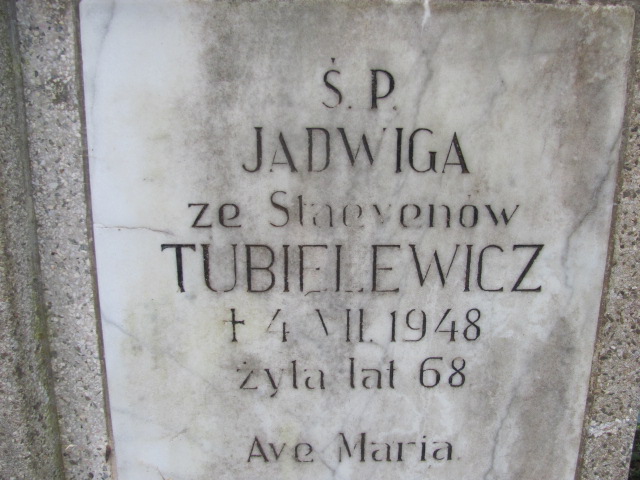 Ś. P.
JADWIGA
ze Staevenów
TUBIELEWICZ
† 4 VII. 1948
żyła lat 68
Ave Maria.